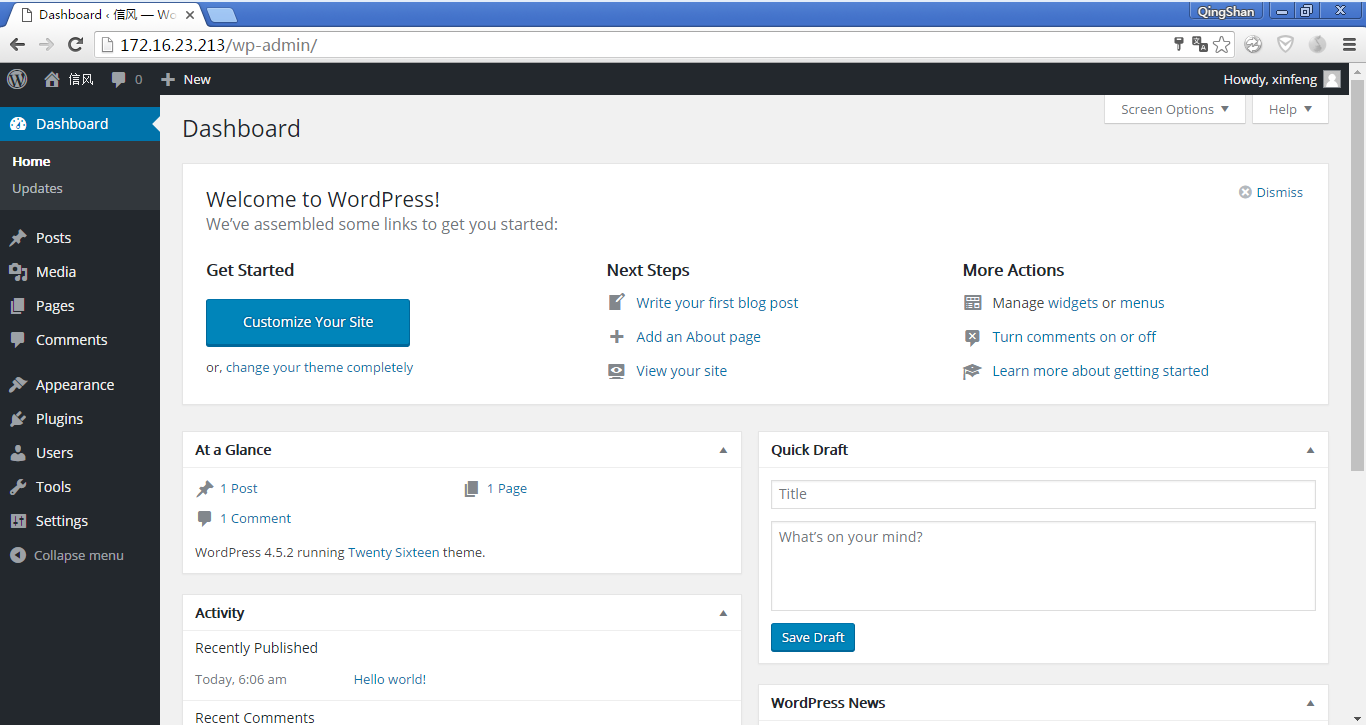 Dashboard ‹ 信风 — Wo
QingShan
172.16.23.213/wp-admin/
信风 0 New
Howdy, xinfeng
Dashboard
Home
Updates
Posts
Media
Pages
Comments
Appearance
Plugins
Users
Tools
Settings
Collapse menu
Screen Options Help
Dashboard
Welcome to WordPress!
Dismiss
We’ve assembled some links to get you started:
Get Started
Customize Your Site
or, change your theme completely
Next Steps
Write your first blog post
Add an About page
View your site
More Actions
Manage widgets or menus
Turn comments on or off
Learn more about getting started
At a Glance
1 Post 1 Page
1 Comment
WordPress 4.5.2 running Twenty Sixteen theme.
Activity
Recently Published
Today, 6:06 am Hello world!
Recent Comments
Quick Draft
Title
What’s on your mind?
Save Draft
WordPress News